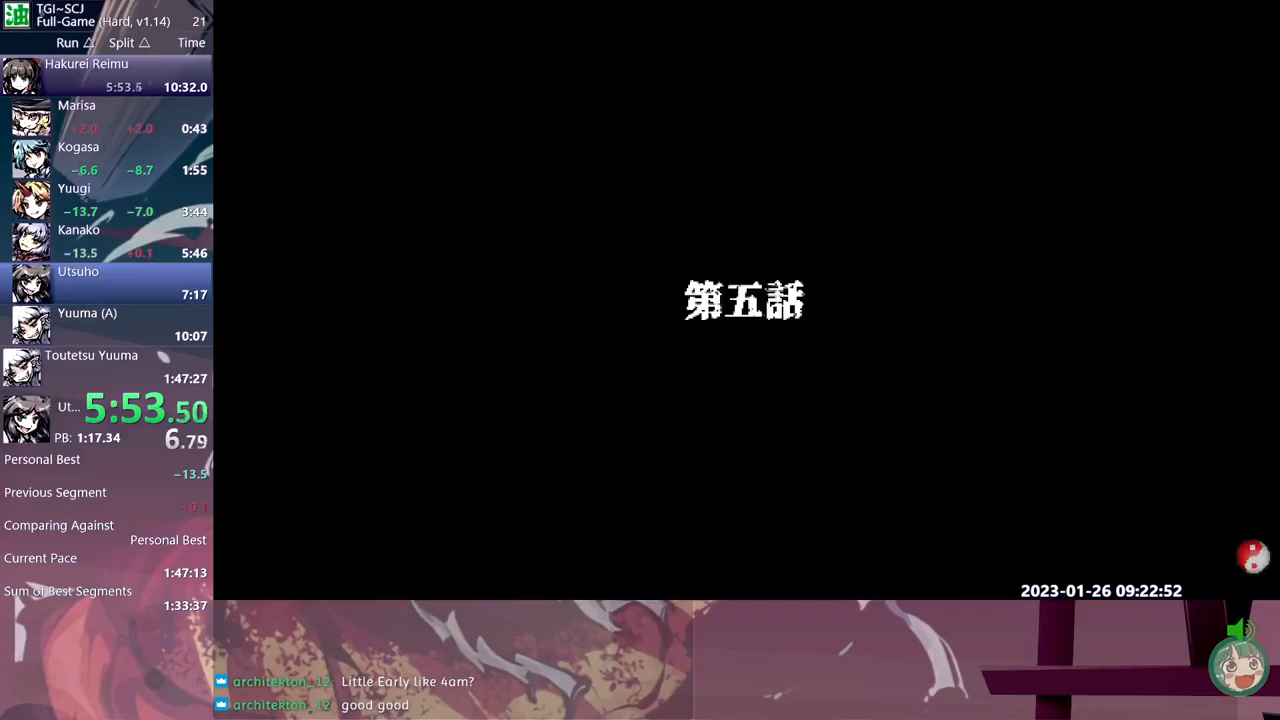 油 TGI~SCJ
Full-Game (Hard, v1.14) 21
Run △ Split △ Time
Hakurei Reimu
5:53.5 10:32.0
Marisa
+2.0 +2.0 0:43
Kogasa
−6.6 −8.7 1:55
Yuugi
−13.7 −7.0 3:44
Kanako
−13.5 +0.1 5:46
Utsuho
7:17
Yuuma (A)
10:07
Toutetsu Yuuma
1:47:27
Ut... 5:53.50
PB: 1:17.34 6.79
Personal Best
−13.5
Previous Segment
+0.1
Comparing Against
Personal Best
Current Pace
1:47:13
Sum of Best Segments
1:33:37
第五話
2023-01-26 09:22:52
architekton_12: Little Early like 4am?
architekton_12: good good